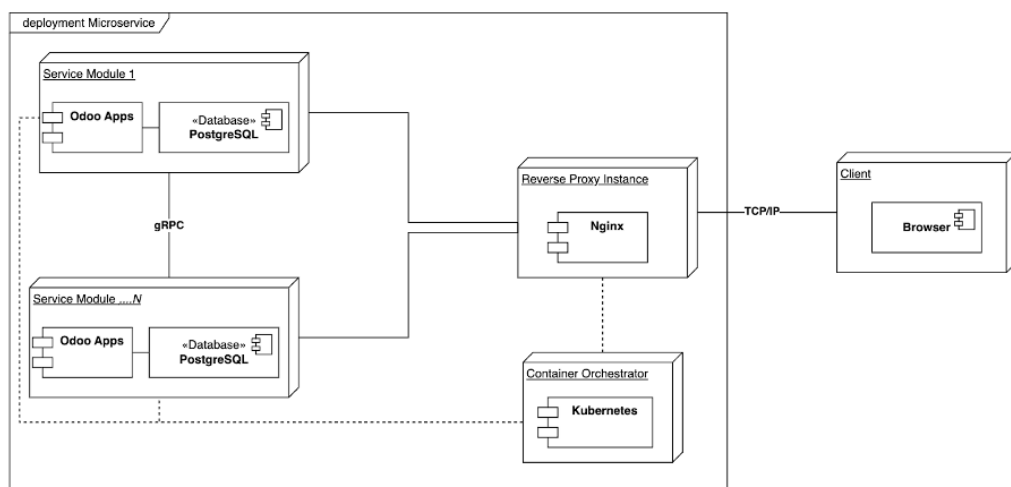 deployment Microservice
Service Module 1
Odoo Apps
«Database»
PostgreSQL
gRPC
Service Module ....N
Odoo Apps
«Database»
PostgreSQL
Reverse Proxy Instance
Nginx
TCP/IP
Client
Browser
Container Orchestrator
Kubernetes